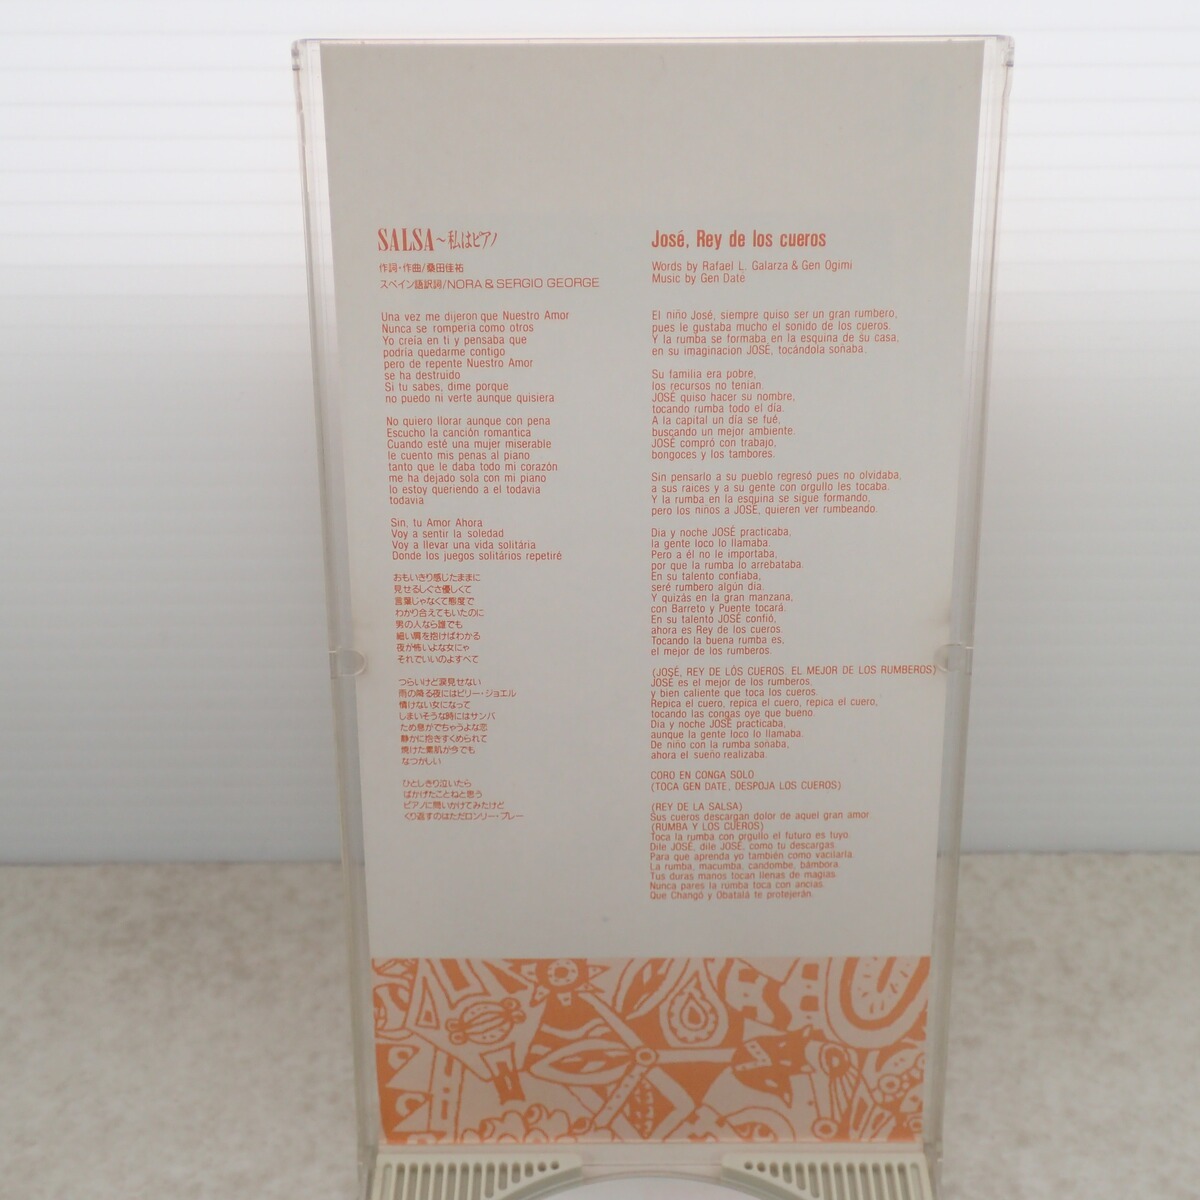 SALSA～私はピアノ
作詞・作曲/桑田佳祐
スペイン語訳詞/NORA & SERGIO GEORGE
Una vez me dijeron que Nuestro Amor
Nunca se romperia como otros
Yo creia en ti y pensaba que
podria quedarme contigo
pero de repente Nuestro Amor
se ha destruido
Si tu sabes, dime porque
no puedo ni verte aunque quisiera
No quiero llorar aunque con pena
Escucho la canción romantica
Cuando esté una mujer miserable
le cuento mis penas al piano
tanto que le daba todo mi corazón
me ha dejado sola con mi piano
lo estoy queriendo a el todavia
todavia
Sin, tu Amor Ahora
Voy a sentir la soledad
Voy a llevar una vida solitária
Donde los juegos solitários repetiré
おもいきり感じたままに
見せるしぐさ優しくて
言葉じゃなくて態度で
わかり合えてもいたのに
男の人なら誰でも
細い肩を抱けばわかる
夜が怖いよな女にゃ
それでいいのよすべて
つらいけど涙見せない
雨の降る夜にはビリー・ジョエル
情けない女になって
しまいそうな時にはサンバ
ため息がでちゃうよな恋
静かに抱きすくめられて
焼けた素肌が今でも
なつかしい
ひとしきり泣いたら
ばかげたことねと思う
ピアノに問いかけてみたけど
くり返すのはただロンリー・プレー
José, Rey de los cueros
Words by Rafael L. Galarza & Gen Ogimi
Music by Gen Date
El niño José, siempre quiso ser un gran rumbero,
pues le gustaba mucho el sonido de los cueros.
Y la rumba se formaba en la esquina de su casa,
en su imaginacion JOSÉ, tocándola soñaba.
Su familia era pobre,
los recursos no tenian.
JOSÉ quiso hacer su nombre,
tocando rumba todo el día.
A la capital un día se fué,
buscando un mejor ambiente.
JOSÉ compró con trabajo,
bongoces y los tambores.
Sin pensarlo a su pueblo regresó pues no olvidaba,
a sus raices y a su gente con orgullo les tocaba.
Y la rumba en la esquina se sigue formando,
pero los niños a JOSÉ, quieren ver rumbeando.
Dia y noche JOSÉ practicaba,
la gente loco lo llamaba.
Pero a él no le importaba,
por que la rumba lo arrebataba.
En su talento confiaba,
seré rumbero algún día.
Y quizás en la gran manzana,
con Barreto y Puente tocará.
En su talento JOSÉ confió,
ahora es Rey de los cueros.
Tocando la buena rumba es,
el mejor de los rumberos.
(JOSÉ, REY DE LÓS CUEROS. EL MEJOR DE LOS RUMBEROS)
JOSÉ es el mejor de los rumberos.
y bien caliente que toca los cueros.
Repica el cuero, repica el cuero, repica el cuero,
tocando las congas oye que bueno.
Dia y noche JOSÉ practicaba,
aunque la gente loco lo llamaba.
De niño con la rumba soñaba,
ahora el sueño realizaba.
CORO EN CONGA SOLO
(TOCA GEN DATE, DESPOJA LOS CUEROS)
(REY DE LA SALSA)
Sus cueros descargan dolor de aquel gran amor.
(RUMBA Y LOS CUEROS)
Toca la rumba con orgullo el futuro es tuyo.
Dile JOSÉ, dile JOSÉ, como tu descargas.
Para que aprenda yo también como vacilarla
La rumba, macumba, candombe, bámbora.
Tus duras manos tocan llenas de magias.
Nunca pares la rumba toca con ancias.
Que Changó y Obatalá te protejerán.